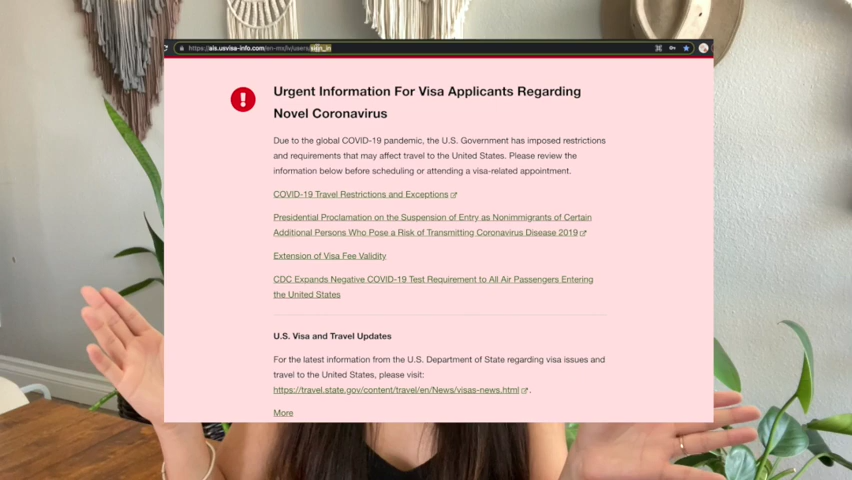 https://ais.usvisa-info.com/en-mx/iv/users/sign_in
Urgent Information For Visa Applicants Regarding
Novel Coronavirus
Due to the global COVID-19 pandemic, the U.S. Government has imposed restrictions
and requirements that may affect travel to the United States. Please review the
information below before scheduling or attending a visa-related appointment.
COVID-19 Travel Restrictions and Exceptions
Presidential Proclamation on the Suspension of Entry as Nonimmigrants of Certain
Additional Persons Who Pose a Risk of Transmitting Coronavirus Disease 2019
Extension of Visa Fee Validity
CDC Expands Negative COVID-19 Test Requirement to All Air Passengers Entering
the United States
U.S. Visa and Travel Updates
For the latest information from the U.S. Department of State regarding visa issues and
travel to the United States, please visit:
https://travel.state.gov/content/travel/en/News/visas-news.html .
More